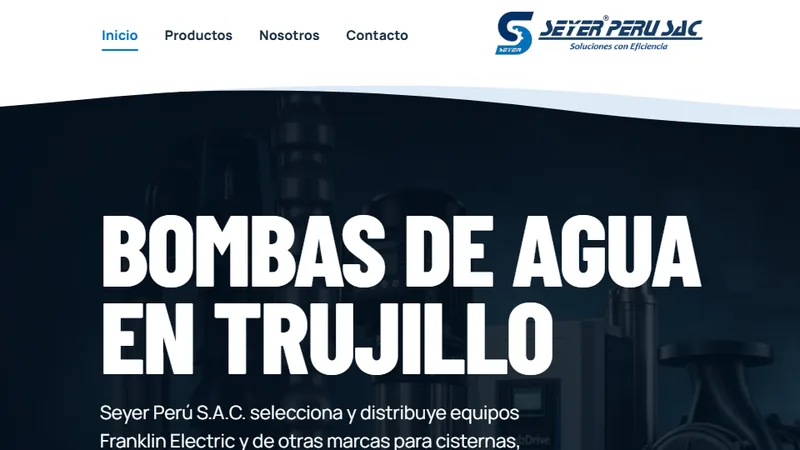 Inicio
Productos
Nosotros
Contacto
SEYER® PERU SAC
Soluciones con Eficiencia
SEYER
BOMBAS DE AGUA
EN TRUJILLO
Seyer Perú S.A.C. selecciona y distribuye equipos
Franklin Electric y de otras marcas para cisternas,